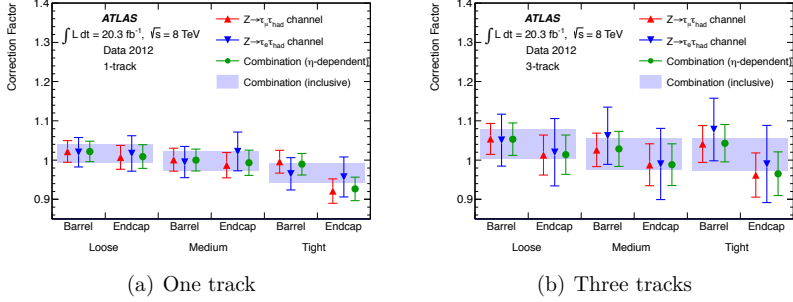 Correction Factor
1.4
1.3
1.2
1.1
1
0.9
ATLAS
∫ L dt = 20.3 fb⁻¹, √s = 8 TeV
Data 2012
1-track
Z→τ_μτ_had channel
Z→τ_eτ_had channel
Combination (η-dependent)
Combination (inclusive)
Barrel Endcap Barrel Endcap Barrel Endcap
Loose Medium Tight
(a) One track
Correction Factor
1.4
1.3
1.2
1.1
1
0.9
ATLAS
∫ L dt = 20.3 fb⁻¹, √s = 8 TeV
Data 2012
3-track
Z→τ_μτ_had channel
Z→τ_eτ_had channel
Combination (η-dependent)
Combination (inclusive)
Barrel Endcap Barrel Endcap Barrel Endcap
Loose Medium Tight
(b) Three tracks